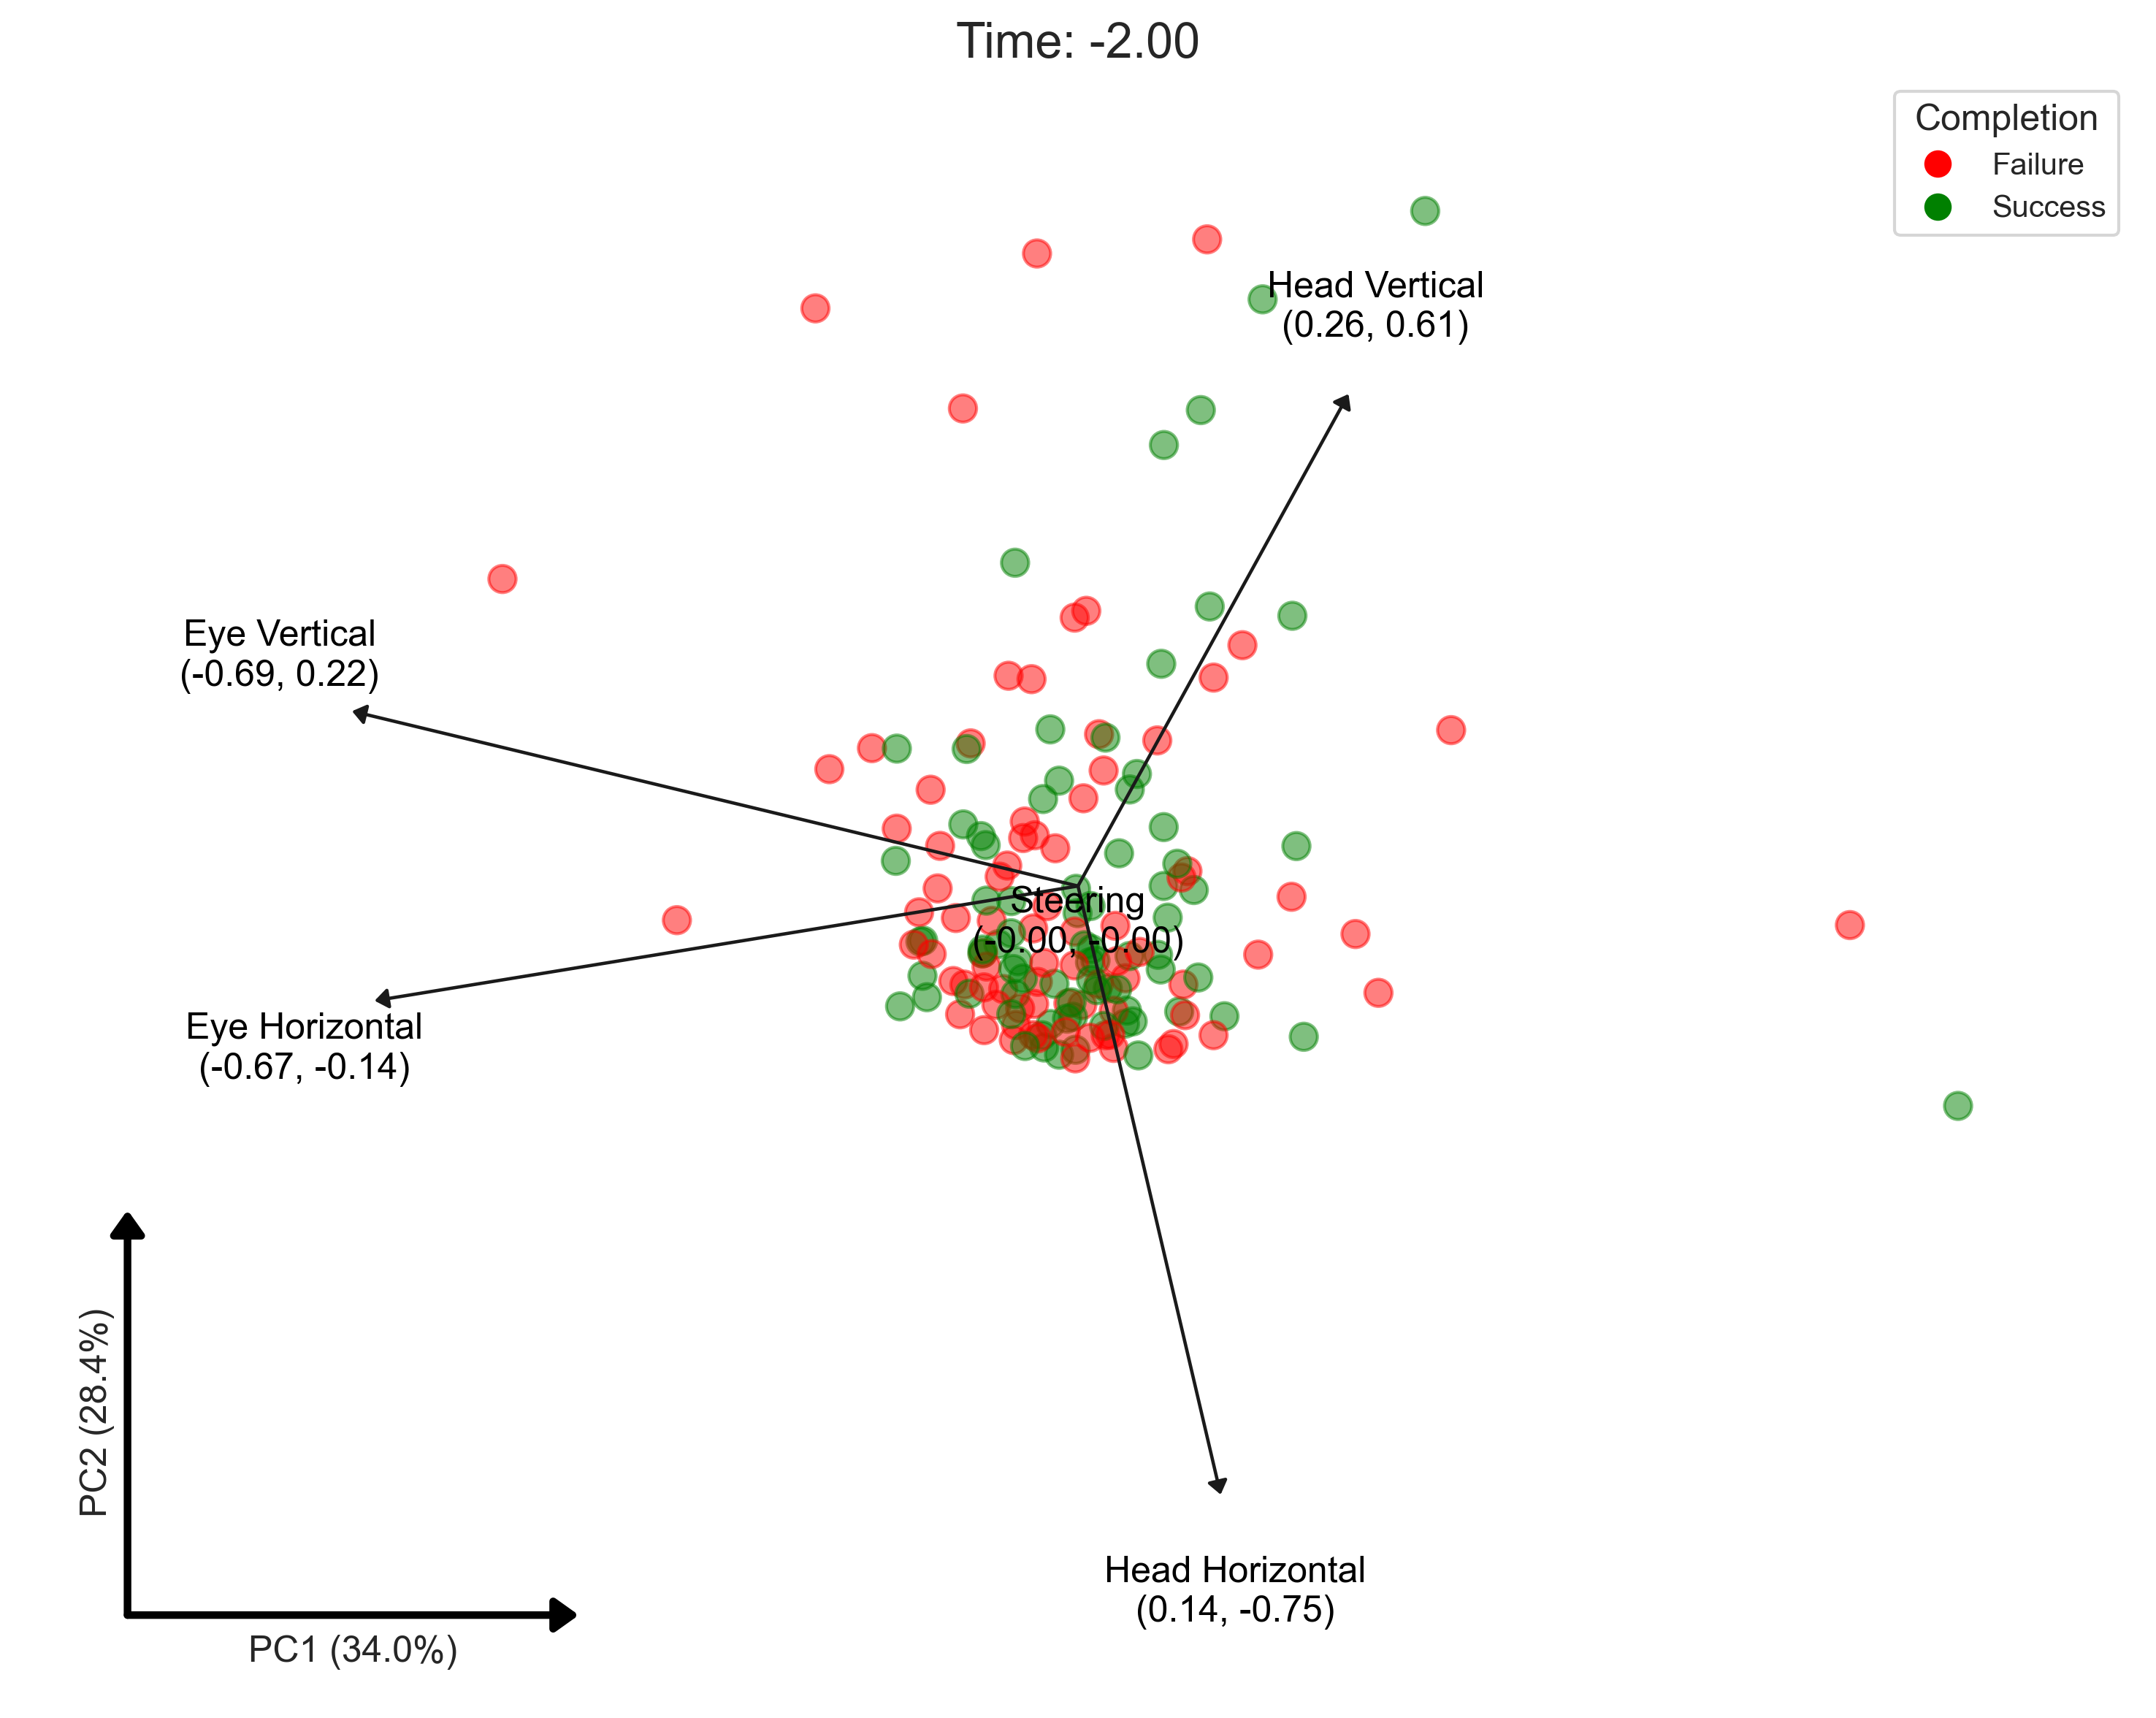 Time: -2.00
Completion
Failure
Success
Head Vertical
(0.26, 0.61)
Eye Vertical
(-0.69, 0.22)
Steering
(-0.00, -0.00)
Eye Horizontal
(-0.67, -0.14)
Head Horizontal
(0.14, -0.75)
PC2 (28.4%)
PC1 (34.0%)